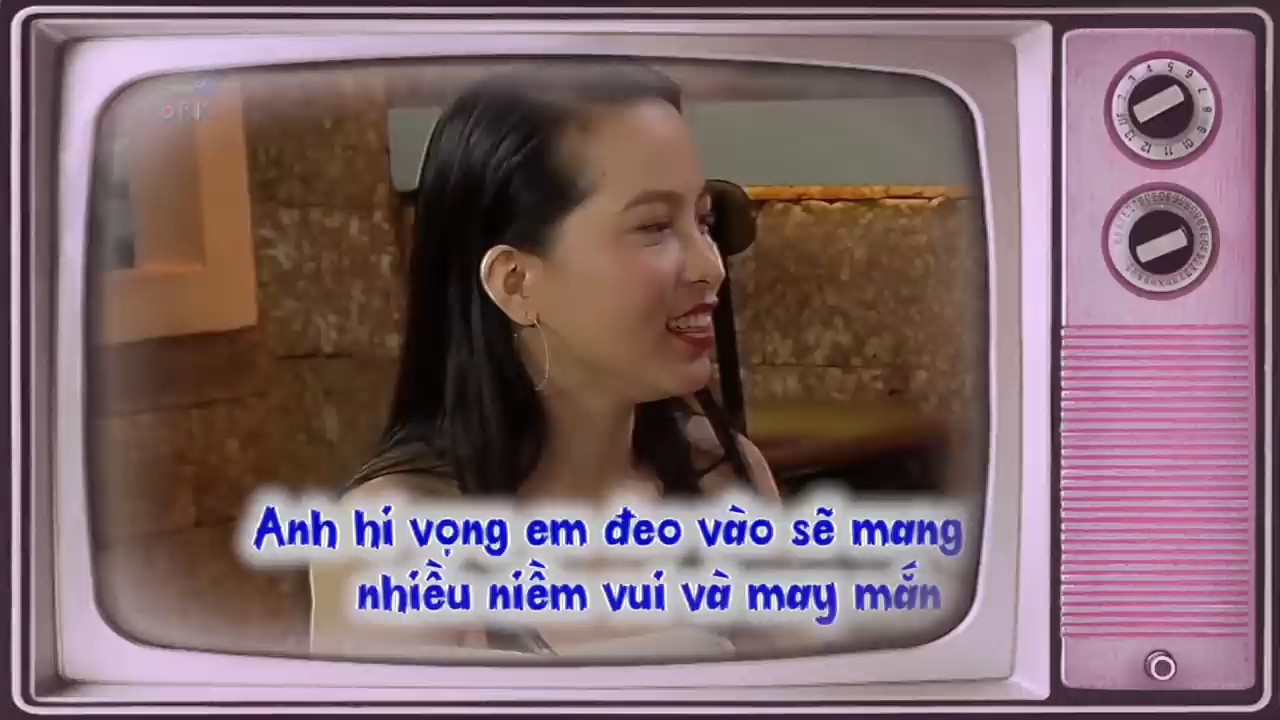 Anh hi vọng em đeo vào sẽ mang
nhiều niềm vui và may mắn